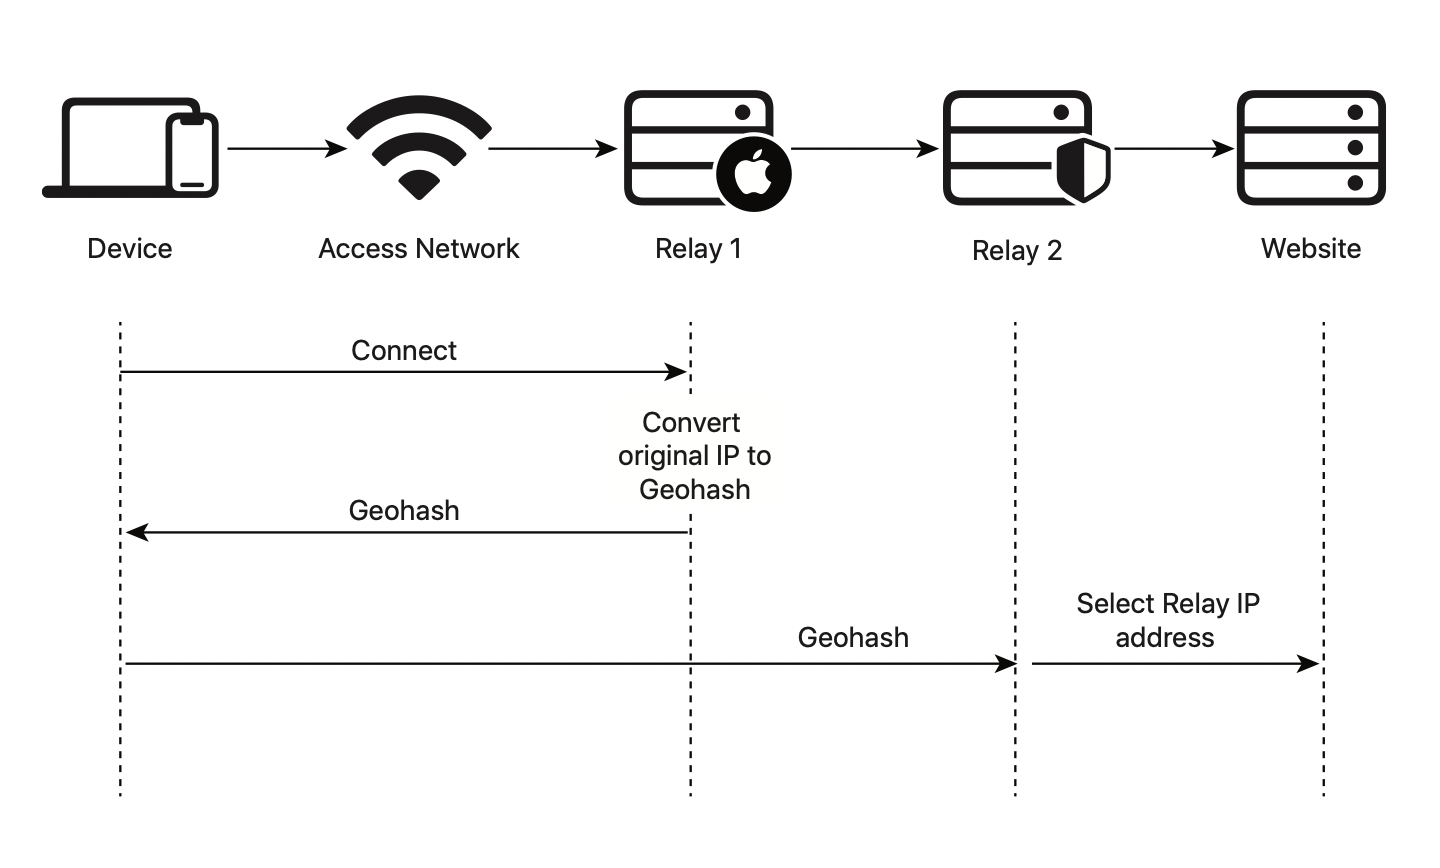 Device
Access Network
Relay 1
Relay 2
Website
Connect
Convert
original IP to
Geohash
Geohash
Geohash
Select Relay IP
address